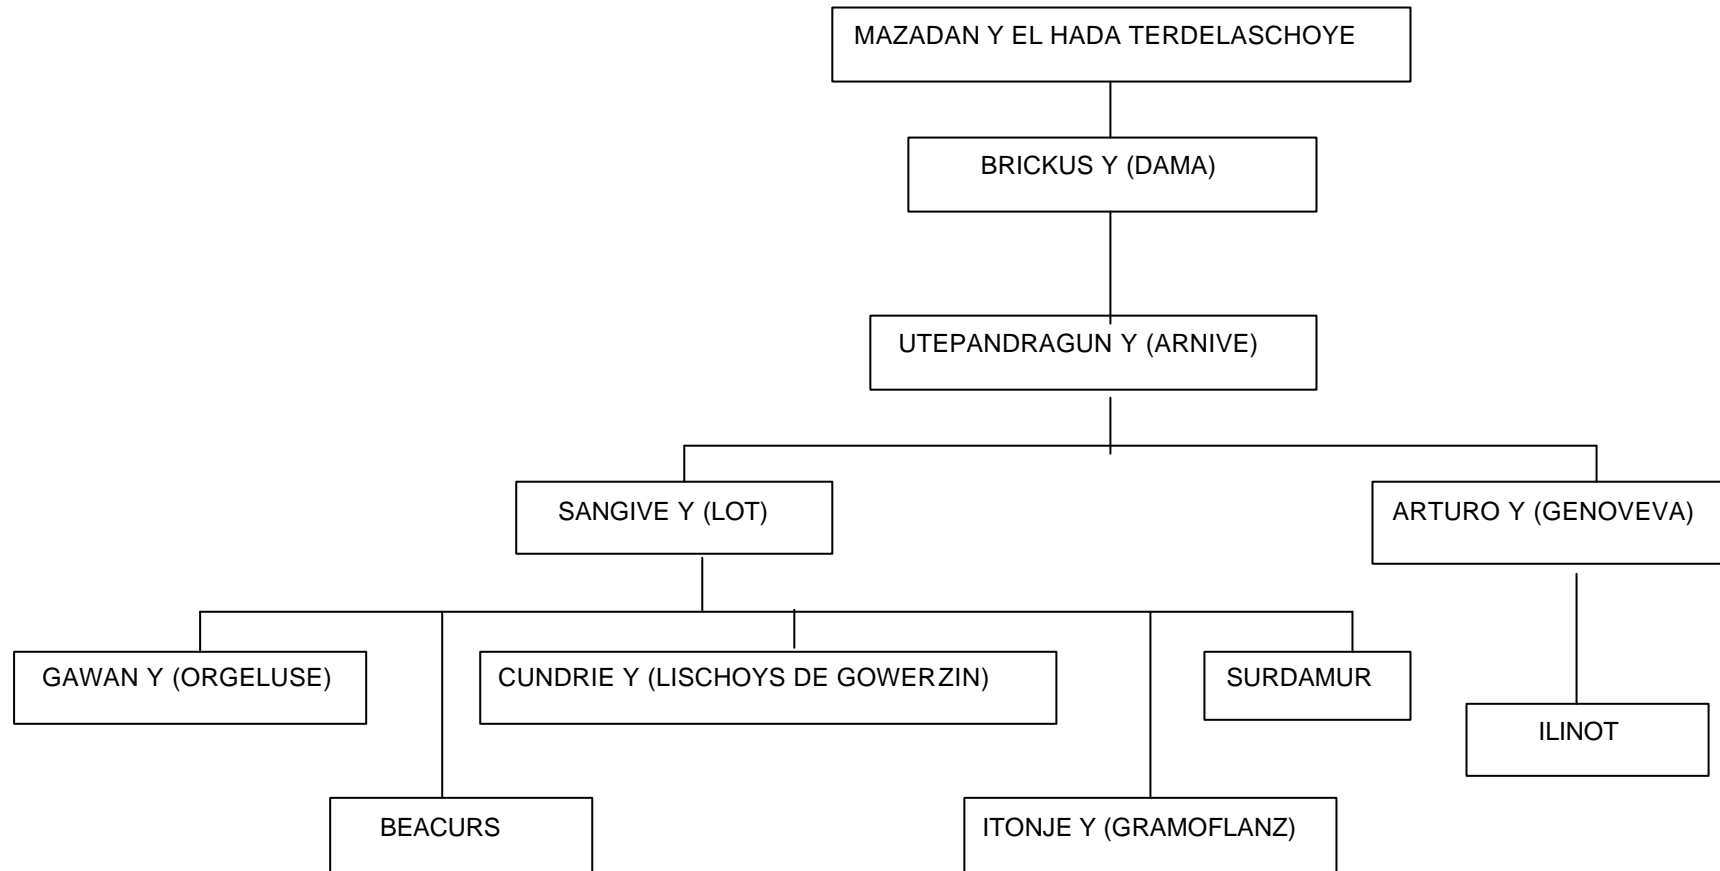 MAZADAN Y EL HADA TERDELASCHOYE
BRICKUS Y (DAMA)
UTEPANDRAGUN Y (ARNIVE)
SANGIVE Y (LOT)
ARTURO Y (GENOVEVA)
GAWAN Y (ORGELUSE)
CUNDRIE Y (LISCHOYS DE GOWERZIN)
SURDAMUR
ILINOT
BEACURS
ITONJE Y (GRAMOFLANZ)